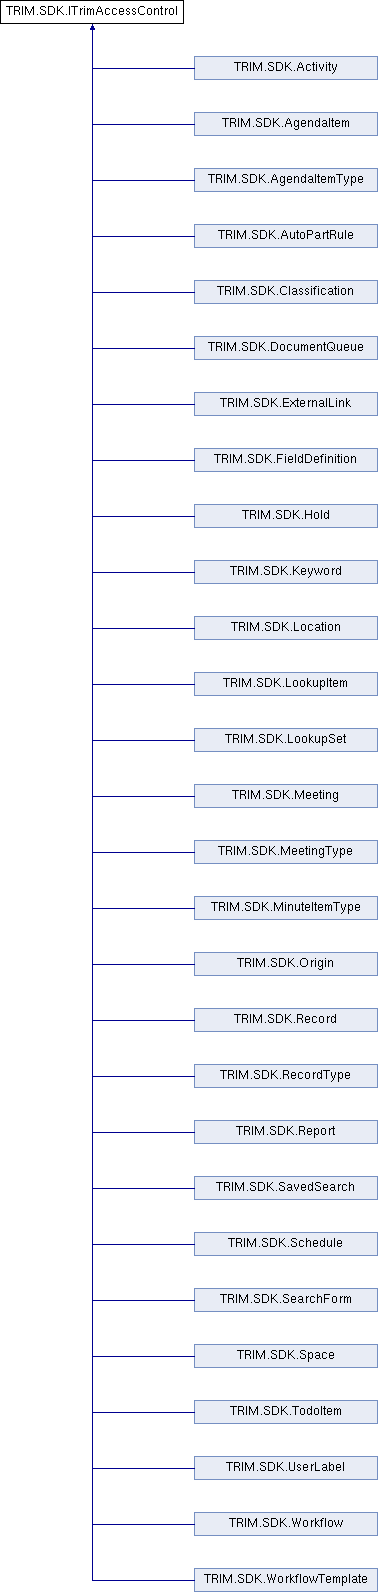 TRIM.SDK.ITrimAccessControl
TRIM.SDK.Activity
TRIM.SDK.AgendaItem
TRIM.SDK.AgendaItemType
TRIM.SDK.AutoPartRule
TRIM.SDK.Classification
TRIM.SDK.DocumentQueue
TRIM.SDK.ExternalLink
TRIM.SDK.FieldDefinition
TRIM.SDK.Hold
TRIM.SDK.Keyword
TRIM.SDK.Location
TRIM.SDK.LookupItem
TRIM.SDK.LookupSet
TRIM.SDK.Meeting
TRIM.SDK.MeetingType
TRIM.SDK.MinuteItemType
TRIM.SDK.Origin
TRIM.SDK.Record
TRIM.SDK.RecordType
TRIM.SDK.Report
TRIM.SDK.SavedSearch
TRIM.SDK.Schedule
TRIM.SDK.SearchForm
TRIM.SDK.Space
TRIM.SDK.TodoItem
TRIM.SDK.UserLabel
TRIM.SDK.Workflow
TRIM.SDK.WorkflowTemplate